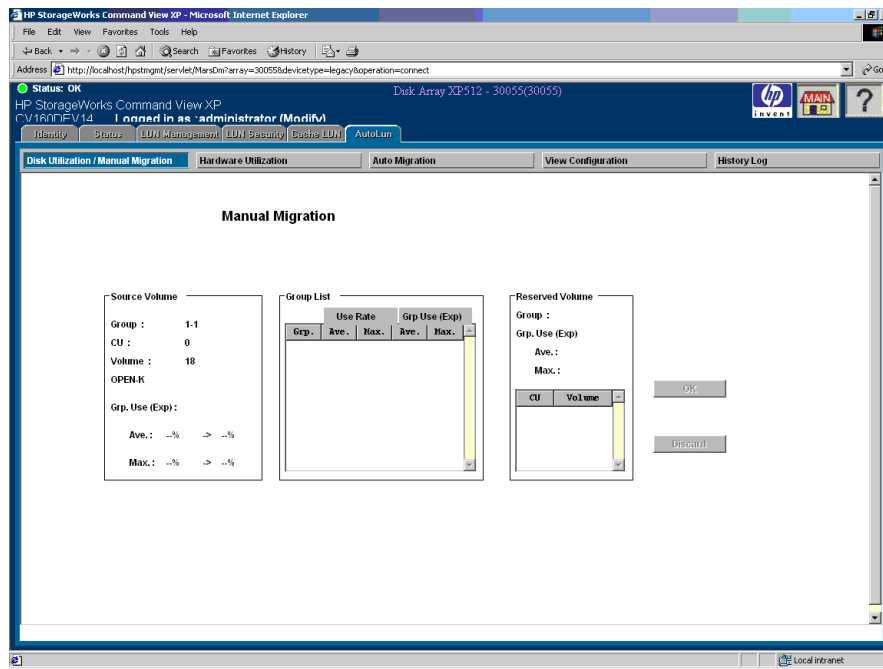 HP StorageWorks Command View XP - Microsoft Internet Explorer
File Edit View Favorites Tools Help
Back Search Favorites History
Address http://localhost/hpstmgmt/servlet/MarsDm?array=30055&devicetype=legacy&operation=connect Go
Status: OK
Disk Array XP512 - 30055(30055)
HP StorageWorks Command View XP
CV160DEV14 Logged in as :administrator (Modify)
hp
invent
MAIN
?
Identity Status LUN Management LUN Security Cache LUN AutoLun
Disk Utilization / Manual Migration Hardware Utilization Auto Migration View Configuration History Log
Manual Migration
Source Volume
Group : 1-1
CU : 0
Volume : 18
OPEN-K
Grp. Use (Exp) :
Ave. : --% -> --%
Max. : --% -> --%
Group List
Use Rate Grp Use (Exp)
Grp. Ave. Max. Ave. Max.
Reserved Volume
Group :
Grp. Use (Exp)
Ave. :
Max. :
CU Volume
OK
Discard
Local intranet